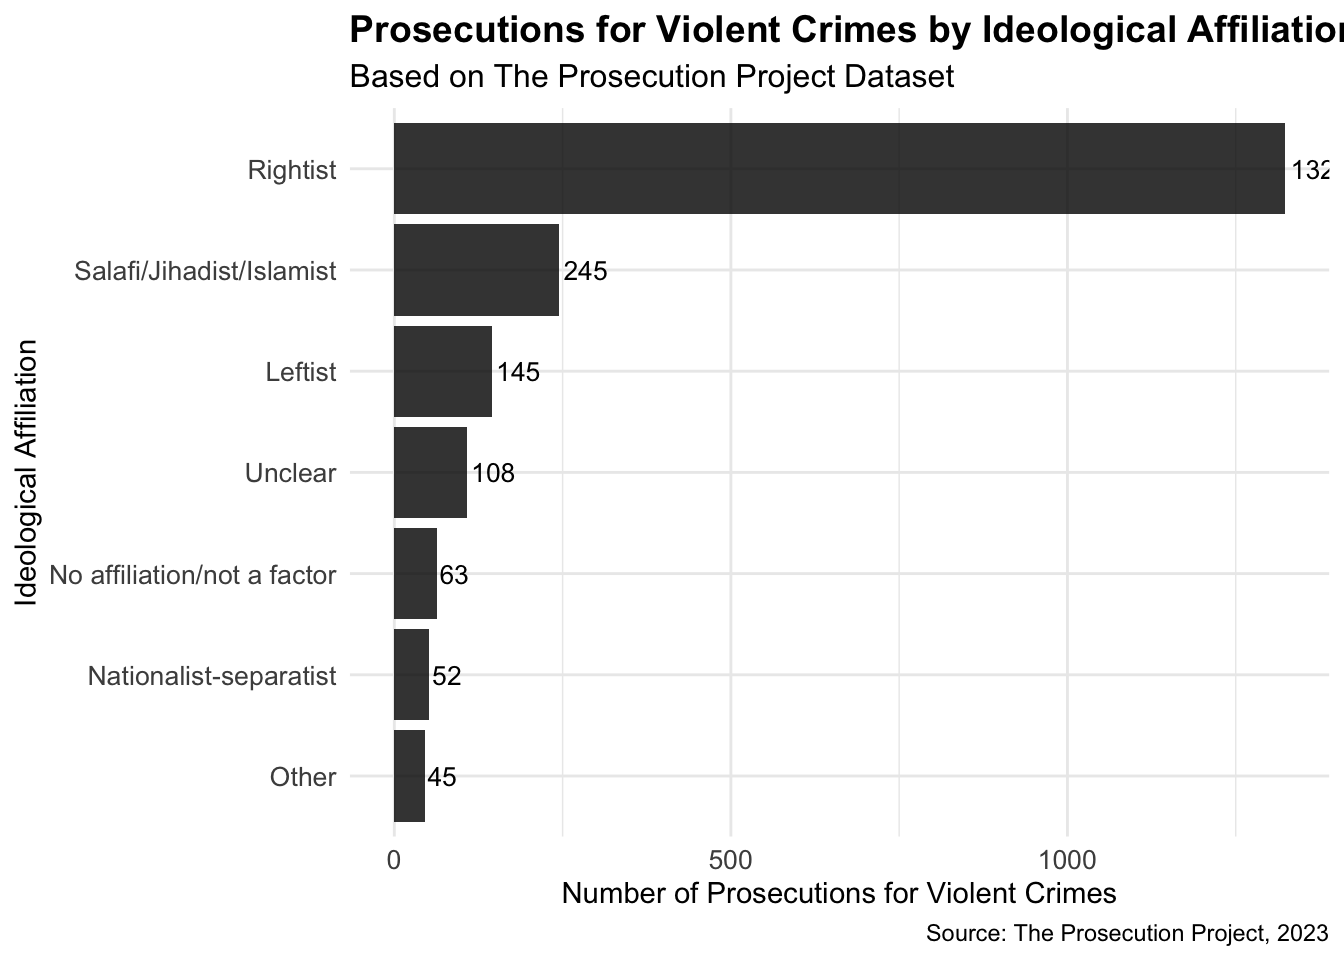 Prosecutions for Violent Crimes by Ideological Affiliation
Based on The Prosecution Project Dataset
Rightist
132
Salafi/Jihadist/Islamist
245
Leftist
145
Unclear
108
No affiliation/not a factor
63
Nationalist-separatist
52
Other
45
Ideological Affiliation
0
500
1000
Number of Prosecutions for Violent Crimes
Source: The Prosecution Project, 2023